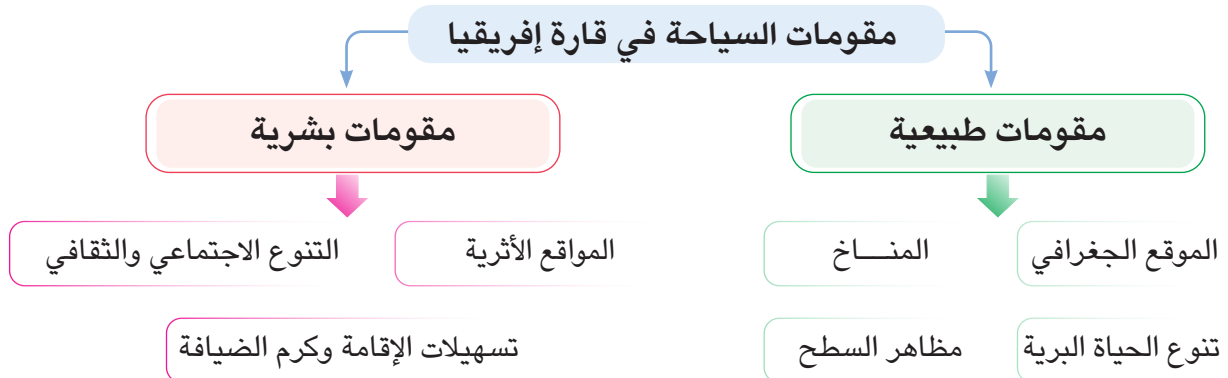 مقومات السياحة في قارة إفريقيا
مقومات طبيعية
مقومات بشرية
الموقع الجغرافي
المنـــاخ
المواقع الأثرية
التنوع الاجتماعي والثقافي
تنوع الحياة البرية
مظاهر السطح
تسهيلات الإقامة وكرم الضيافة